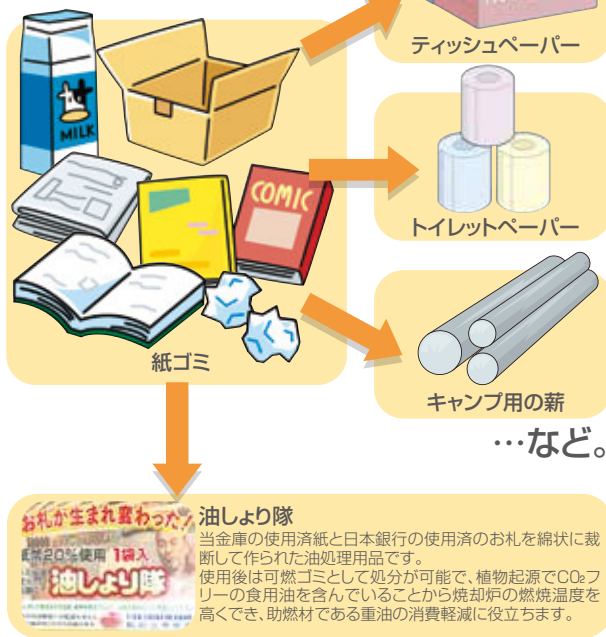 ティッシュペーパー
MILK
COMIC
トイレットペーパー
紙ゴミ
キャンプ用の薪
…など。
お札が生まれ変わった!
20%使用 1袋入
油しょり隊
油しょり隊
当金庫の使用済紙と日本銀行の使用済のお札を綿状に裁
断して作られた油処理用品です。
使用後は可燃ゴミとして処分が可能で、植物起源でCO₂フ
リーの食用油を含んでいることから焼却炉の燃焼温度を
高くでき、助燃材である重油の消費軽減に役立ちます。